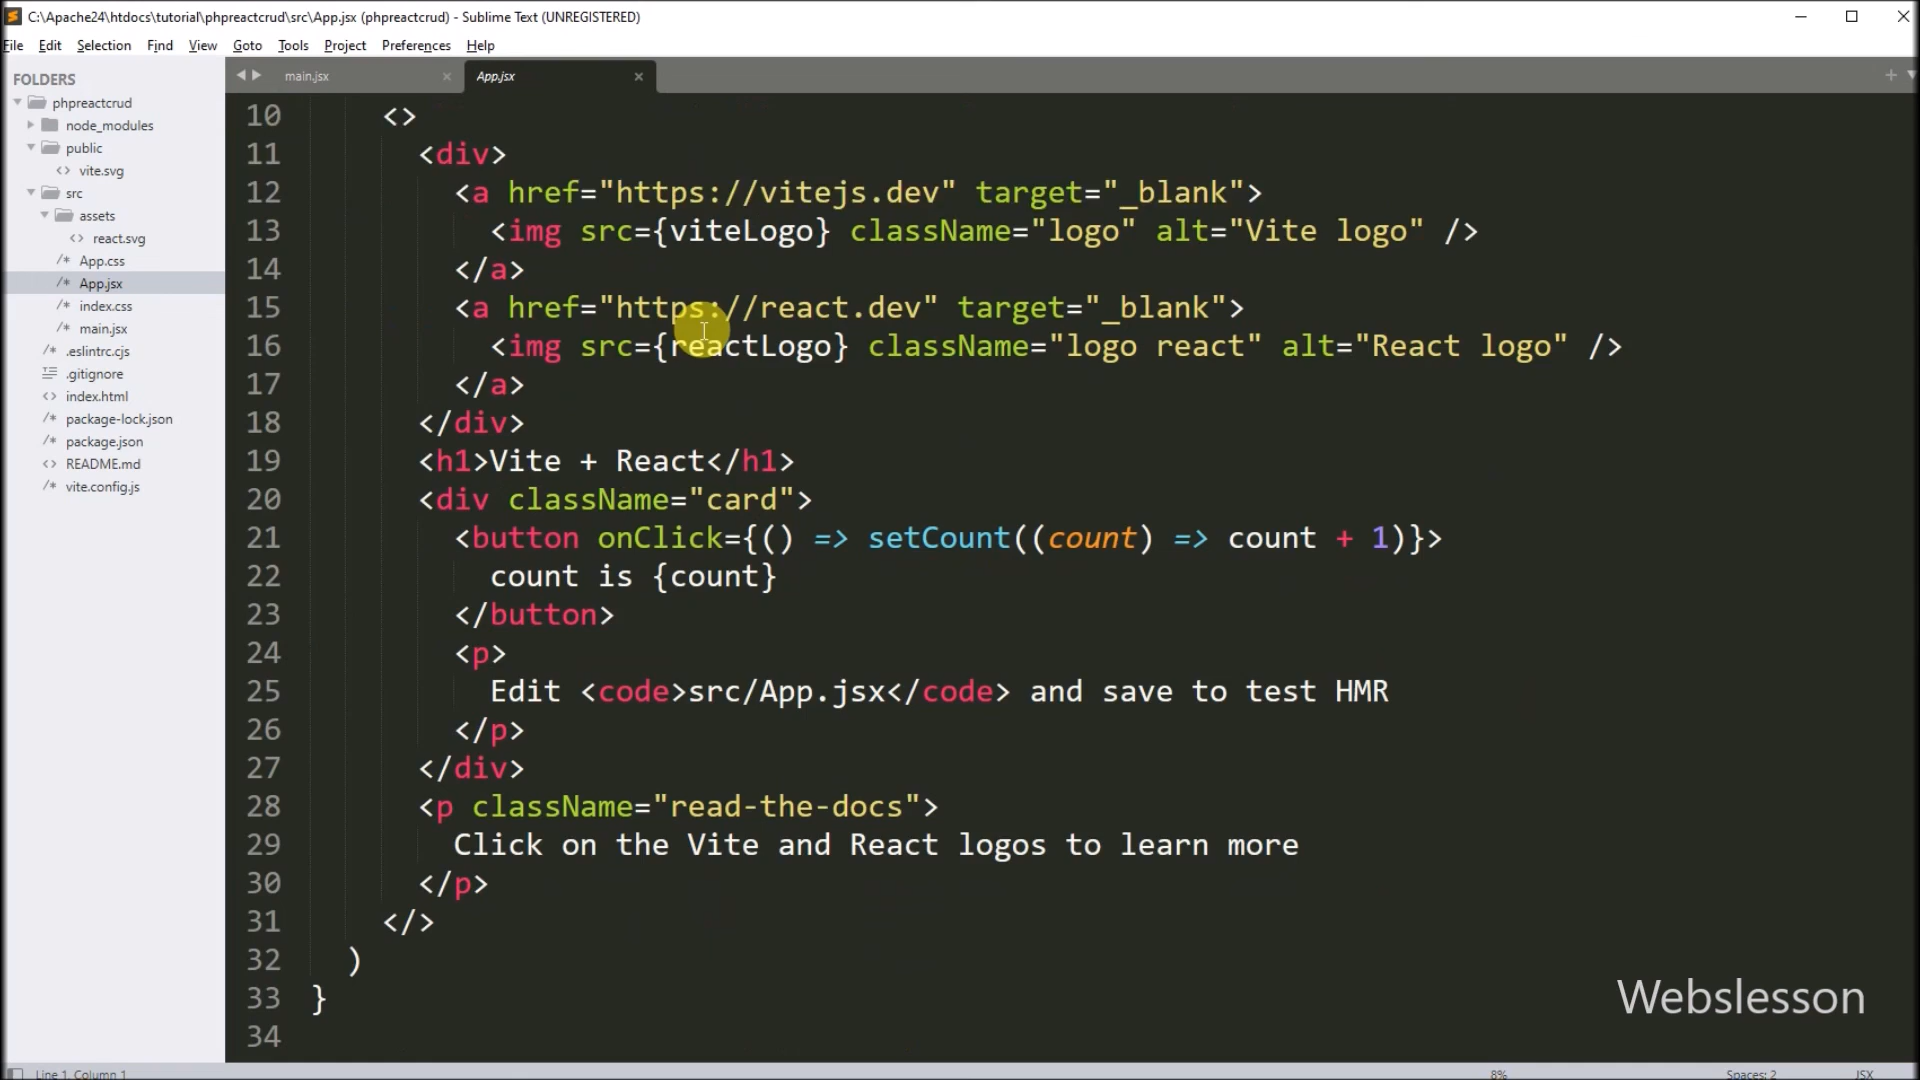 C:\Apache24\htdocs\tutorial\phpreactcrud\src\App.jsx (phpreactcrud) - Sublime Text (UNREGISTERED)
File Edit Selection Find View Goto Tools Project Preferences Help
FOLDERS
phpreactcrud
node_modules
public
<> vite.svg
src
assets
<> react.svg
/* App.css
/* App.jsx
/* index.css
/* main.jsx
/* .eslintrc.cjs
.gitignore
<> index.html
/* package-lock.json
/* package.json
<> README.md
/* vite.config.js
main.jsx × App.jsx ×
10 <>
11 <div>
12 <a href="https://vitejs.dev" target="_blank">
13 <img src={viteLogo} className="logo" alt="Vite logo" />
14 </a>
15 <a href="https://react.dev" target="_blank">
16 <img src={reactLogo} className="logo react" alt="React logo" />
17 </a>
18 </div>
19 <h1>Vite + React</h1>
20 <div className="card">
21 <button onClick={() => setCount((count) => count + 1)}>
22 count is {count}
23 </button>
24 <p>
25 Edit <code>src/App.jsx</code> and save to test HMR
26 </p>
27 </div>
28 <p className="read-the-docs">
29 Click on the Vite and React logos to learn more
30 </p>
31 </>
32 )
33 }
34
Webslesson
Line 1, Column 1 8% Spaces: 2 JSX